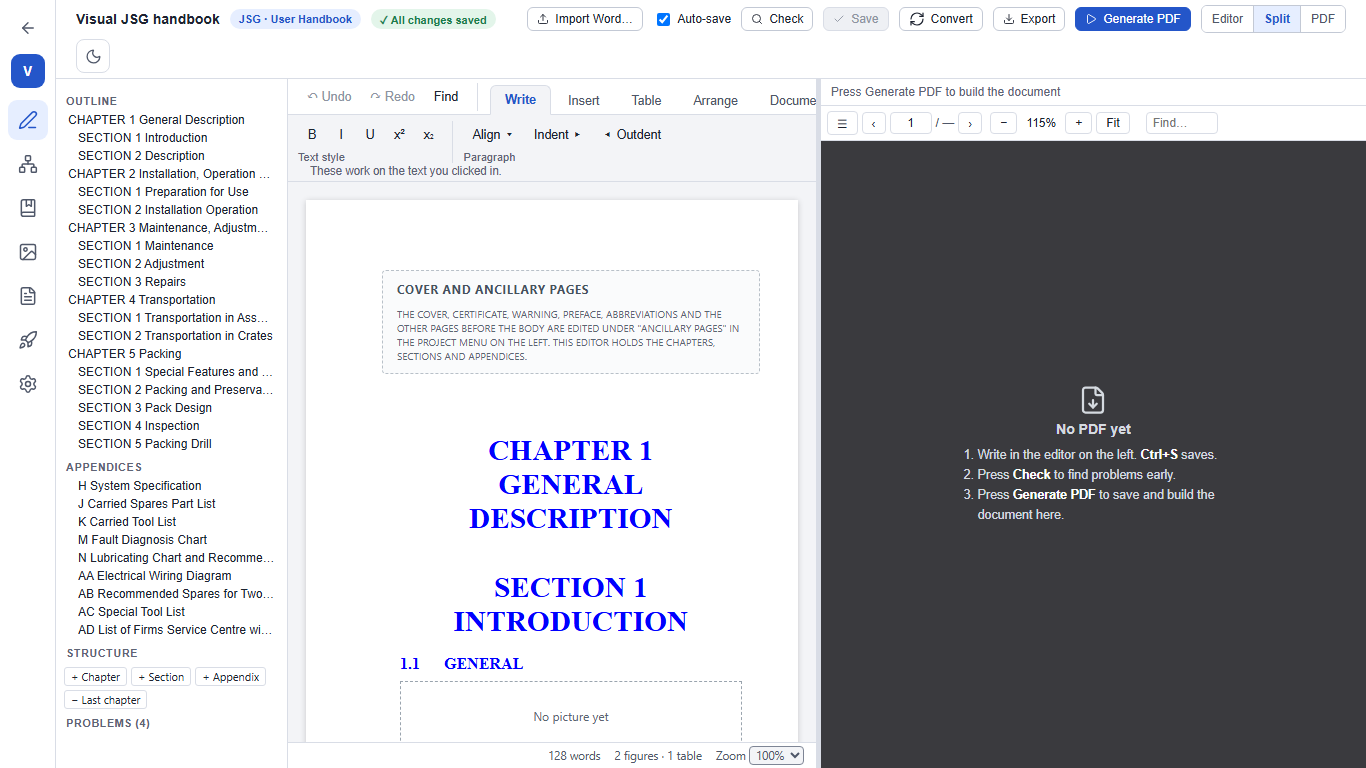 Visual JSG handbook
JSG · User Handbook
✓ All changes saved
Import Word…
Auto-save
Check
Save
Convert
Export
Generate PDF
Editor
Split
PDF
V
OUTLINE
CHAPTER 1 General Description
SECTION 1 Introduction
SECTION 2 Description
CHAPTER 2 Installation, Operation …
SECTION 1 Preparation for Use
SECTION 2 Installation Operation
CHAPTER 3 Maintenance, Adjustm…
SECTION 1 Maintenance
SECTION 2 Adjustment
SECTION 3 Repairs
CHAPTER 4 Transportation
SECTION 1 Transportation in Ass…
SECTION 2 Transportation in Crates
CHAPTER 5 Packing
SECTION 1 Special Features and …
SECTION 2 Packing and Preserva…
SECTION 3 Pack Design
SECTION 4 Inspection
SECTION 5 Packing Drill
APPENDICES
H System Specification
J Carried Spares Part List
K Carried Tool List
M Fault Diagnosis Chart
N Lubricating Chart and Recomme…
AA Electrical Wiring Diagram
AB Recommended Spares for Two…
AC Special Tool List
AD List of Firms Service Centre wi…
STRUCTURE
+ Chapter
+ Section
+ Appendix
− Last chapter
PROBLEMS (4)
Undo
Redo
Find
Write
Insert
Table
Arrange
Docume
B I U x² x₂
Align
Indent
Outdent
Text style
Paragraph
These work on the text you clicked in.
COVER AND ANCILLARY PAGES
THE COVER, CERTIFICATE, WARNING, PREFACE, ABBREVIATIONS AND THE
OTHER PAGES BEFORE THE BODY ARE EDITED UNDER "ANCILLARY PAGES" IN
THE PROJECT MENU ON THE LEFT. THIS EDITOR HOLDS THE CHAPTERS,
SECTIONS AND APPENDICES.
CHAPTER 1
GENERAL
DESCRIPTION
SECTION 1
INTRODUCTION
1.1 GENERAL
No picture yet
128 words
2 figures · 1 table
Zoom
100%
Press Generate PDF to build the document
☰
‹
1
/ —
›
−
115%
+
Fit
Find…
No PDF yet
1. Write in the editor on the left. Ctrl+S saves.
2. Press Check to find problems early.
3. Press Generate PDF to save and build the
document here.